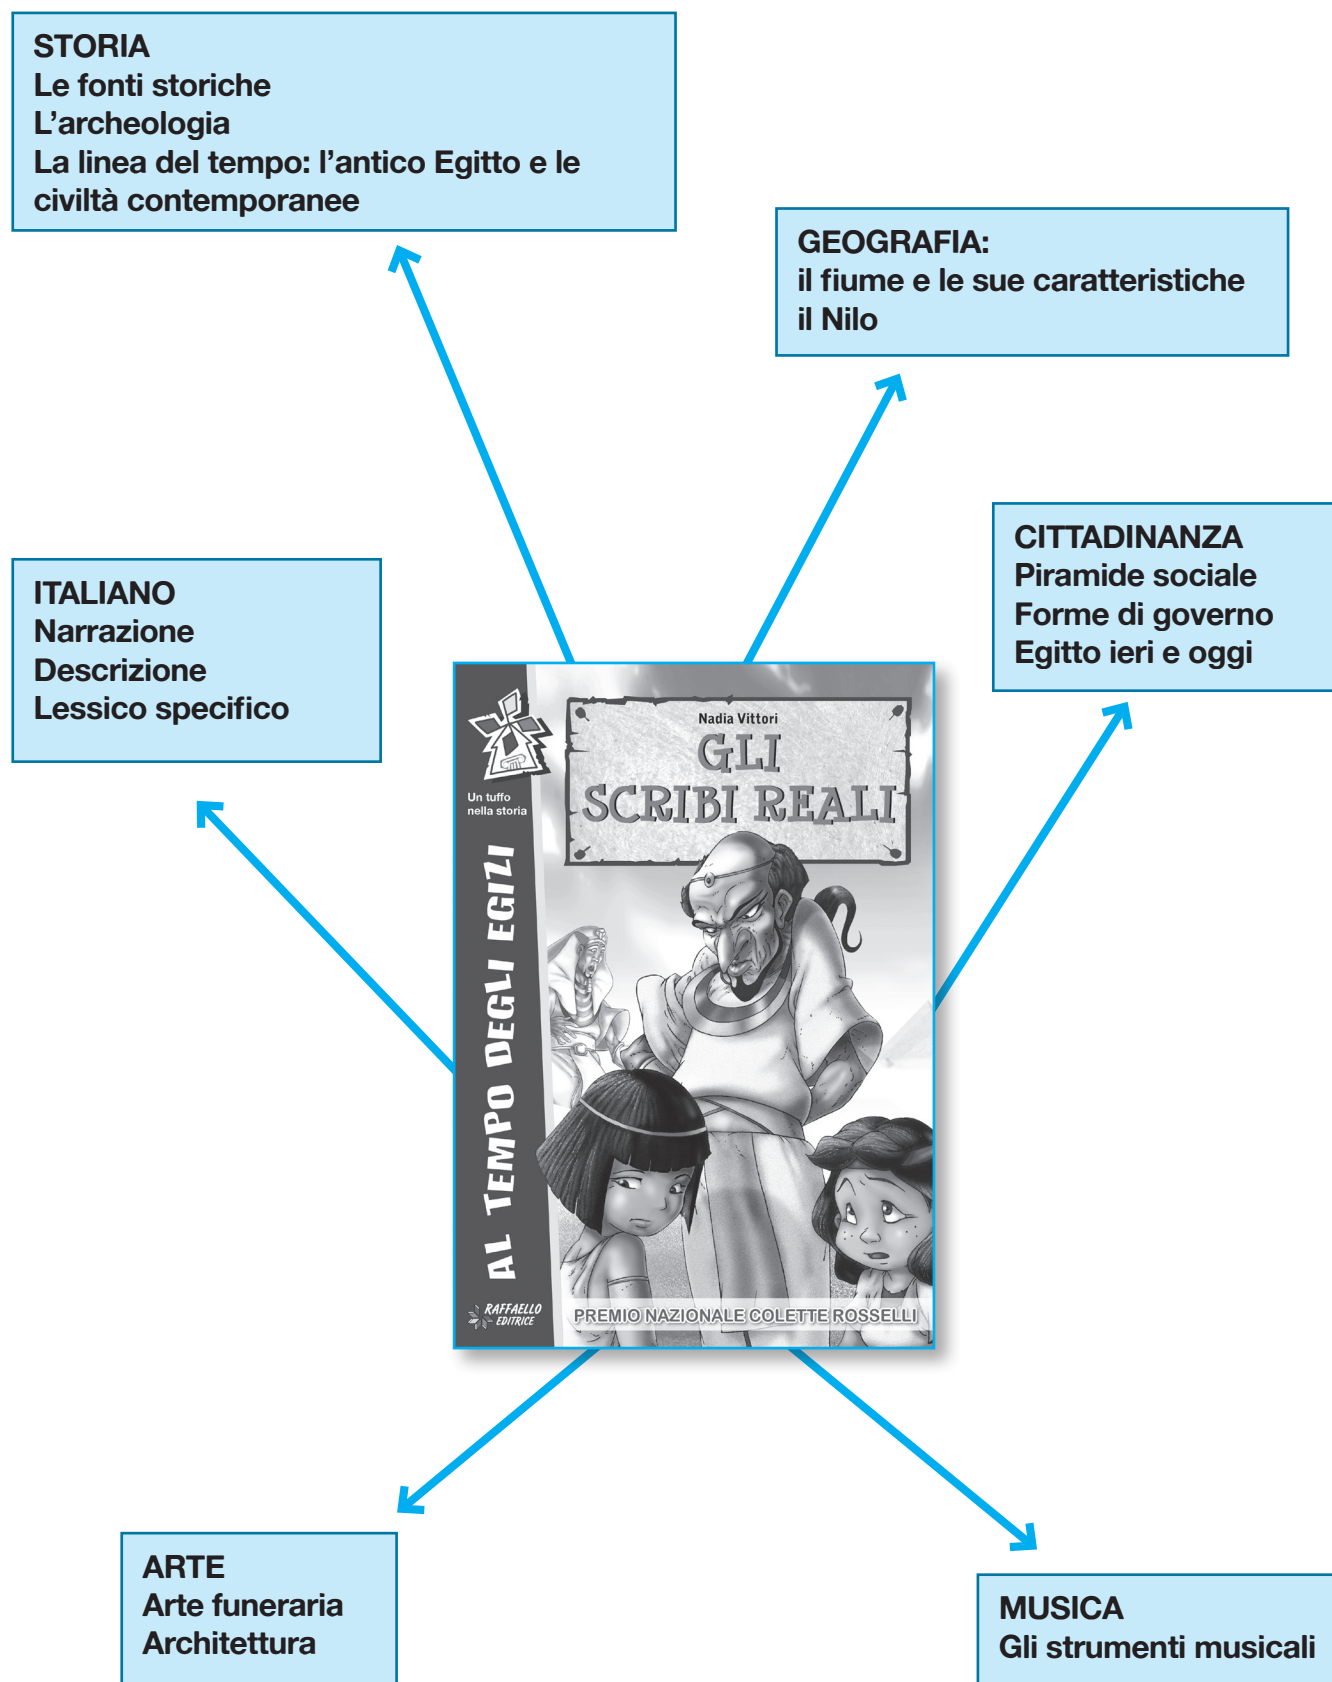 STORIA
Le fonti storiche
L'archeologia
La linea del tempo: l'antico Egitto e le
civiltà contemporanee
GEOGRAFIA:
il fiume e le sue caratteristiche
il Nilo
CITTADINANZA
Piramide sociale
Forme di governo
Egitto ieri e oggi
ITALIANO
Narrazione
Descrizione
Lessico specifico
Nadia Vittori
GLI
SCRIBI REALI
Un tuffo
nella storia
AL TEMPO DEGLI EGIZI
RAFFAELLO
EDITRICE
PREMIO NAZIONALE COLETTE ROSSELLI
ARTE
Arte funeraria
Architettura
MUSICA
Gli strumenti musicali